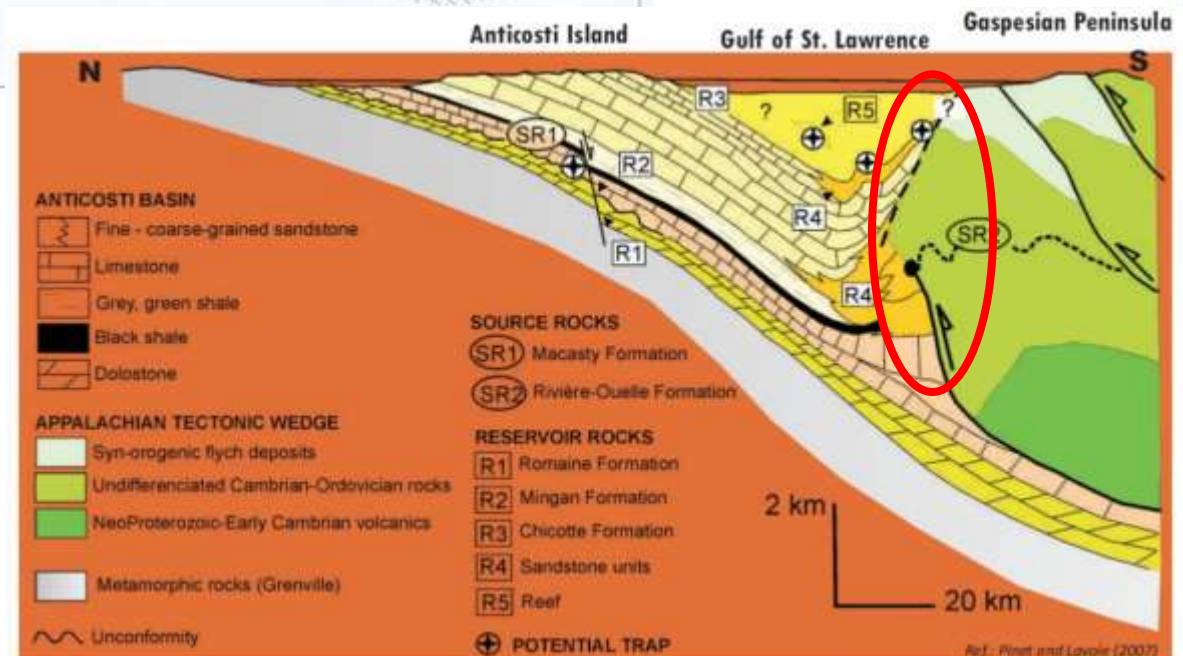 Anticosti Island
Gulf of St. Lawrence
Gaspesian Peninsula
N
S
R3
?
R5
?
SR1
R2
R4
SR2
R1
R4
ANTICOSTI BASIN
Fine - coarse-grained sandstone
Limestone
Grey, green shale
Black shale
Dolostone
APPALACHIAN TECTONIC WEDGE
Syn-orogenic flych deposits
Undifferenciated Cambrian-Ordovician rocks
NeoProterozoic-Early Cambrian volcanics
Metamorphic rocks (Grenville)
Unconformity
SOURCE ROCKS
SR1 Macasty Formation
SR2 Rivière-Ouelle Formation
RESERVOIR ROCKS
R1 Romaine Formation
R2 Mingan Formation
R3 Chicotte Formation
R4 Sandstone units
R5 Reef
POTENTIAL TRAP
2 km
20 km
Ref.: Pinet and Lavoie (2007)